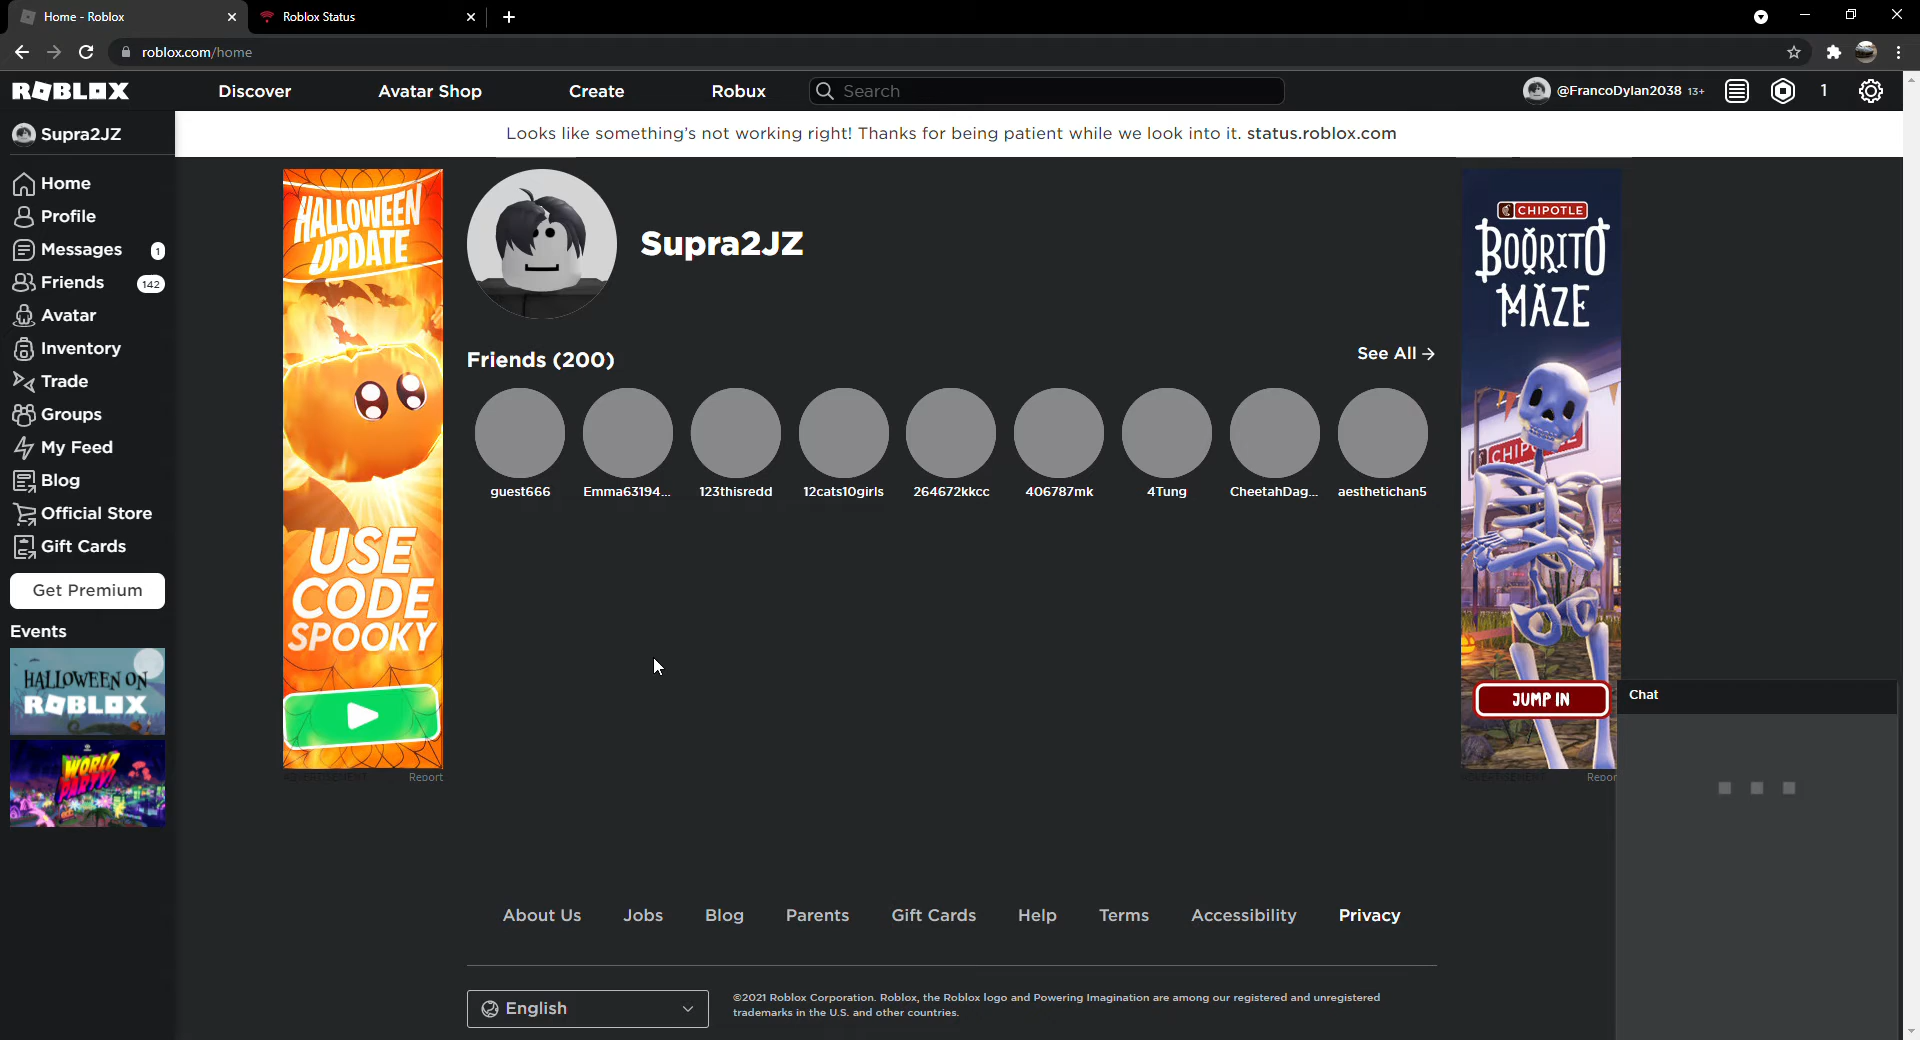 Home - Roblox
Roblox Status
roblox.com/home
ROBLOX
Discover
Avatar Shop
Create
Robux
Search
@FrancoDylan2038 13+
1
Supra2JZ
Looks like something's not working right! Thanks for being patient while we look into it. status.roblox.com
Home
Profile
Messages 1
Friends 142
Avatar
Inventory
Trade
Groups
My Feed
Blog
Official Store
Gift Cards
Get Premium
Events
HALLOWEEN ON
ROBLOX
WORLD
PARTY!
HALLOWEEN
UPDATE
USE
CODE
SPOOKY
ADVERTISEMENT
Report
Supra2JZ
Friends (200)
See All →
guest666
Emma63194...
123thisredd
12cats10girls
264672kkcc
406787mk
4Tung
CheetahDag...
aesthetichan5
CHIPOTLE
BOORITO
MAZE
CHIPO
JUMP IN
ADVERTISEMENT
Repor
Chat
About Us
Jobs
Blog
Parents
Gift Cards
Help
Terms
Accessibility
Privacy
English
©2021 Roblox Corporation. Roblox, the Roblox logo and Powering Imagination are among our registered and unregistered
trademarks in the U.S. and other countries.